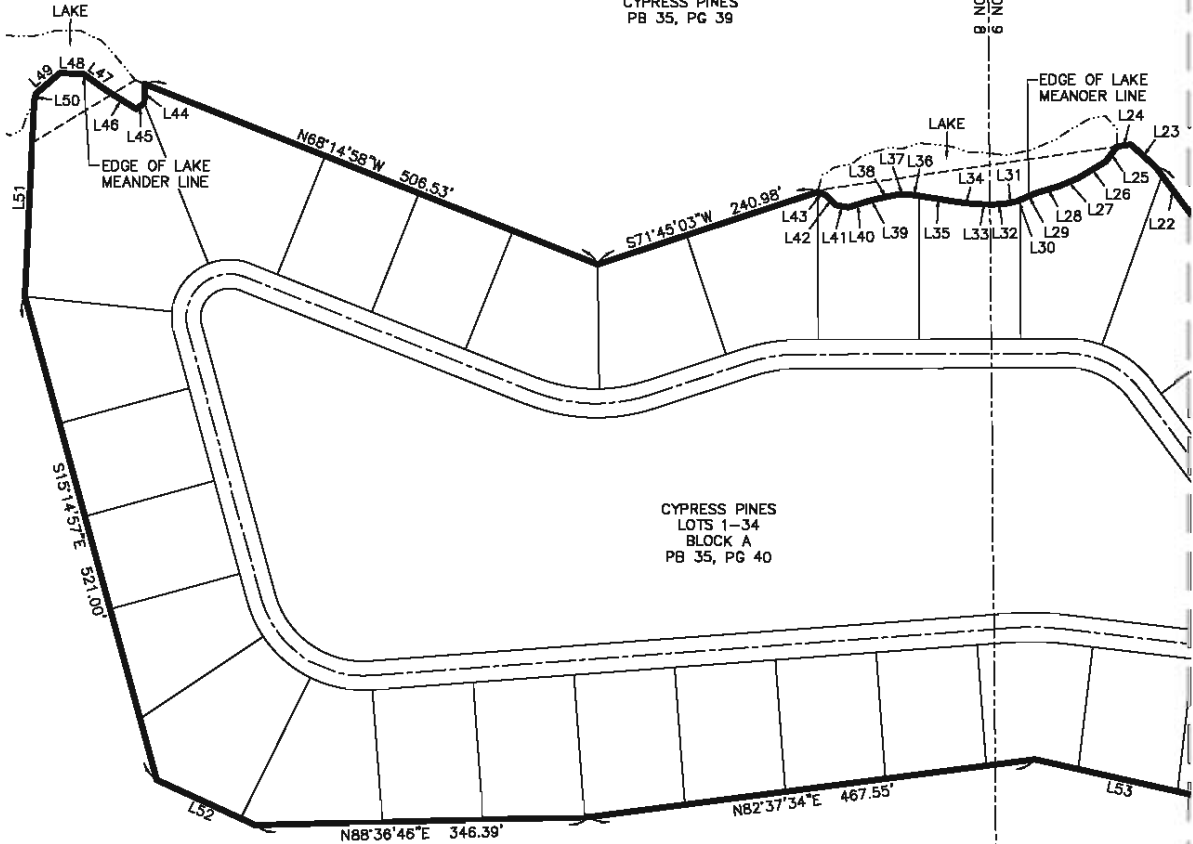 CYPRESS PINES
PB 35, PG 39
LAKE
L49
L48
L47
L50
L46
L45
L44
EDGE OF LAKE
MEANDER LINE
L51
N68°14'58"W 506.53'
S71°45'03"W 240.98'
LAKE
EDGE OF LAKE
MEANOER LINE
L24
L23
L43
L42
L41
L40
L38
L39
L37
L36
L35
L34
L33
L32
L31
L30
L29
L28
L27
L26
L25
L22
S15°14'57"E 521.00'
CYPRESS PINES
LOTS 1-34
BLOCK A
PB 35, PG 40
L52
N88°36'46"E 346.39'
N82°37'34"E 467.55'
L53